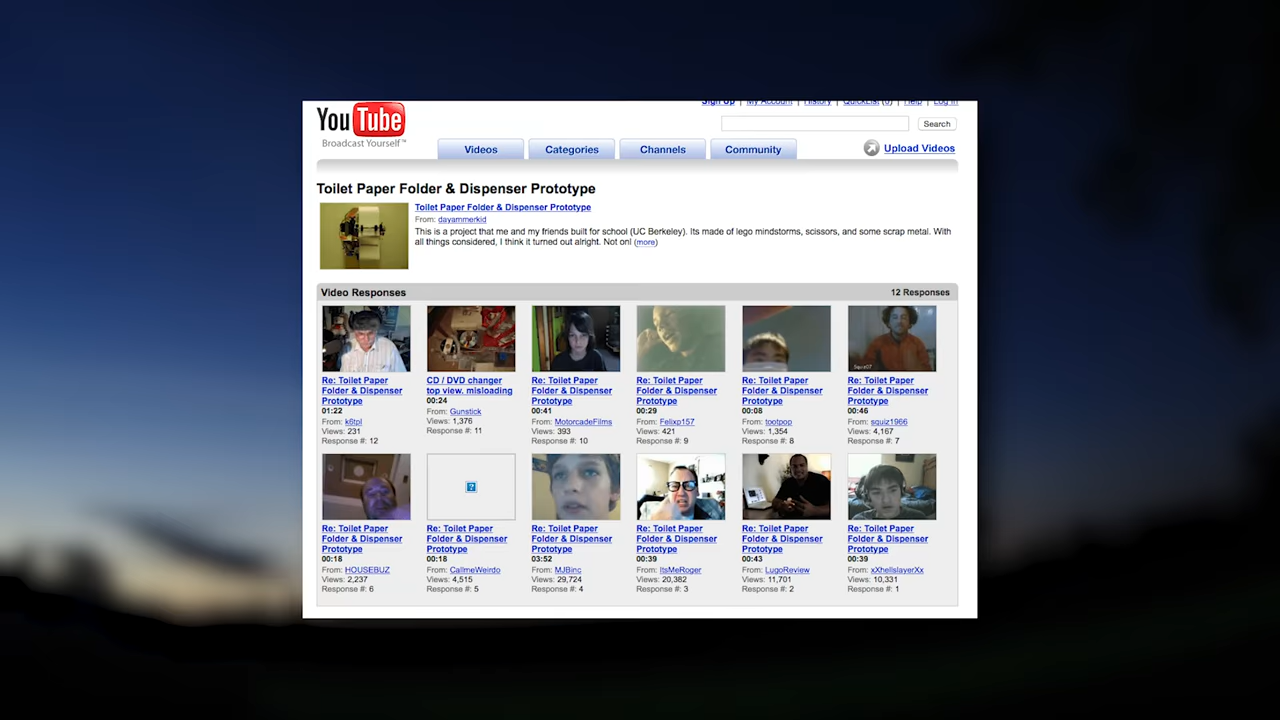 Sign Up | My Account | History | QuickList (0) | Help | Log In
YouTube
Broadcast Yourself™
Search
Videos
Categories
Channels
Community
Upload Videos
Toilet Paper Folder & Dispenser Prototype
Toilet Paper Folder & Dispenser Prototype
From: dayammerkid
This is a project that me and my friends built for school (UC Berkeley). Its made of lego mindstorms, scissors, and some scrap metal. With
all things considered, I think it turned out alright. Not onl (more)
Video Responses
12 Responses
Re: Toilet Paper
Folder & Dispenser
Prototype
01:22
From: k6tpl
Views: 231
Response #: 12
CD / DVD changer
top view. misloading
00:24
From: Gunstick
Views: 1,376
Response #: 11
Re: Toilet Paper
Folder & Dispenser
Prototype
00:41
From: MotorcadeFilms
Views: 393
Response #: 10
Re: Toilet Paper
Folder & Dispenser
Prototype
00:29
From: Felixp157
Views: 421
Response #: 9
Re: Toilet Paper
Folder & Dispenser
Prototype
00:08
From: tootpop
Views: 1,354
Response #: 8
Squiz07
Re: Toilet Paper
Folder & Dispenser
Prototype
00:46
From: squiz1966
Views: 4,167
Response #: 7
Re: Toilet Paper
Folder & Dispenser
Prototype
00:18
From: HOUSEBUZ
Views: 2,237
Response #: 6
?
Re: Toilet Paper
Folder & Dispenser
Prototype
00:18
From: CallmeWeirdo
Views: 4,515
Response #: 5
Re: Toilet Paper
Folder & Dispenser
Prototype
03:52
From: MJBinc
Views: 29,724
Response #: 4
Re: Toilet Paper
Folder & Dispenser
Prototype
00:39
From: ItsMeRoger
Views: 20,382
Response #: 3
Re: Toilet Paper
Folder & Dispenser
Prototype
00:43
From: LugoReview
Views: 11,701
Response #: 2
Re: Toilet Paper
Folder & Dispenser
Prototype
00:39
From: xXhellslayerXx
Views: 10,331
Response #: 1